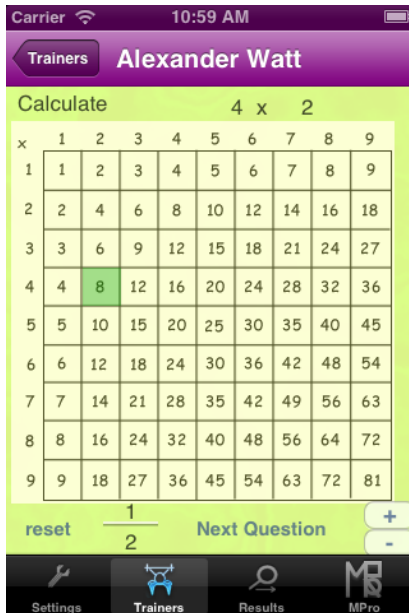 Carrier 10:59 AM
Trainers Alexander Watt
Calculate 4 x 2
x 1 2 3 4 5 6 7 8 9
1 1 2 3 4 5 6 7 8 9
2 2 4 6 8 10 12 14 16 18
3 3 6 9 12 15 18 21 24 27
4 4 8 12 16 20 24 28 32 36
5 5 10 15 20 25 30 35 40 45
6 6 12 18 24 30 36 42 48 54
7 7 14 21 28 35 42 49 56 63
8 8 16 24 32 40 48 56 64 72
9 9 18 27 36 45 54 63 72 81
reset 1 Next Question +
2 -
Settings Trainers Results MPro